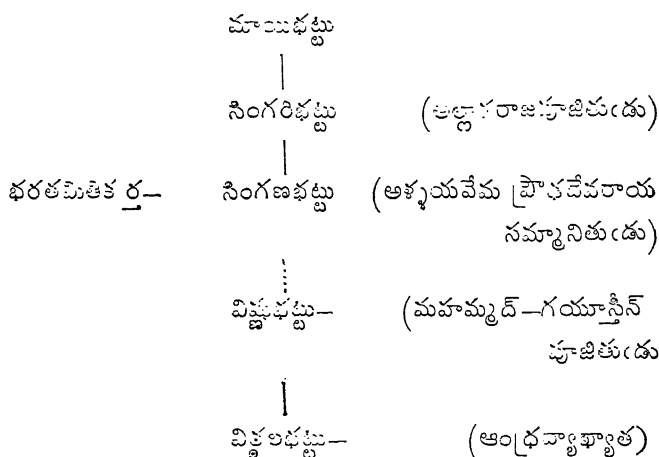 మాయిభట్టు
సింగరిభట్టు (అల్లాడరాజపూజితుఁడు)
భరతమితికర్త— సింగణభట్టు (అళ్ళయవేమ ప్రౌఢదేవరాయ
సమ్మానితుఁడు)
విష్ణుభట్టు— (మహమ్మద్—గయాస్తీన్
పూజితుఁడు
విఠ్ఠలభట్టు— (ఆంధ్రవ్యాఖ్యాత)